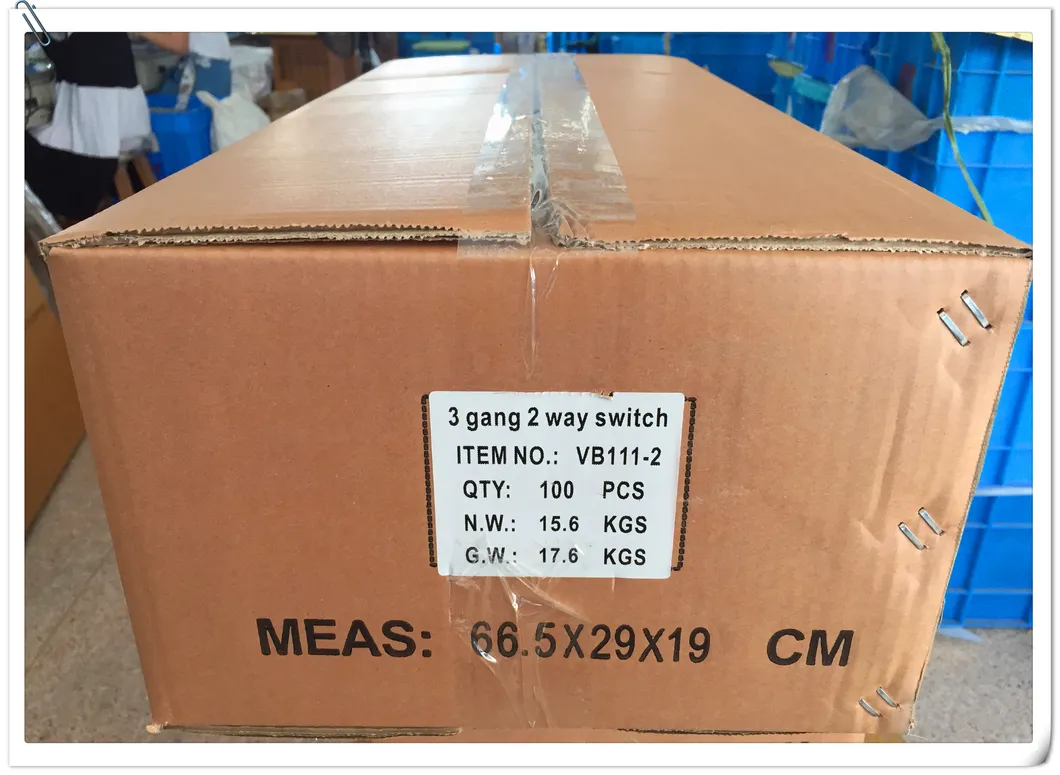 3 gang 2 way switch
ITEM NO.: VB111-2
QTY: 100 PCS
N.W.: 15.6 KGS
G.W.: 17.6 KGS
MEAS: 66.5X29X19 CM